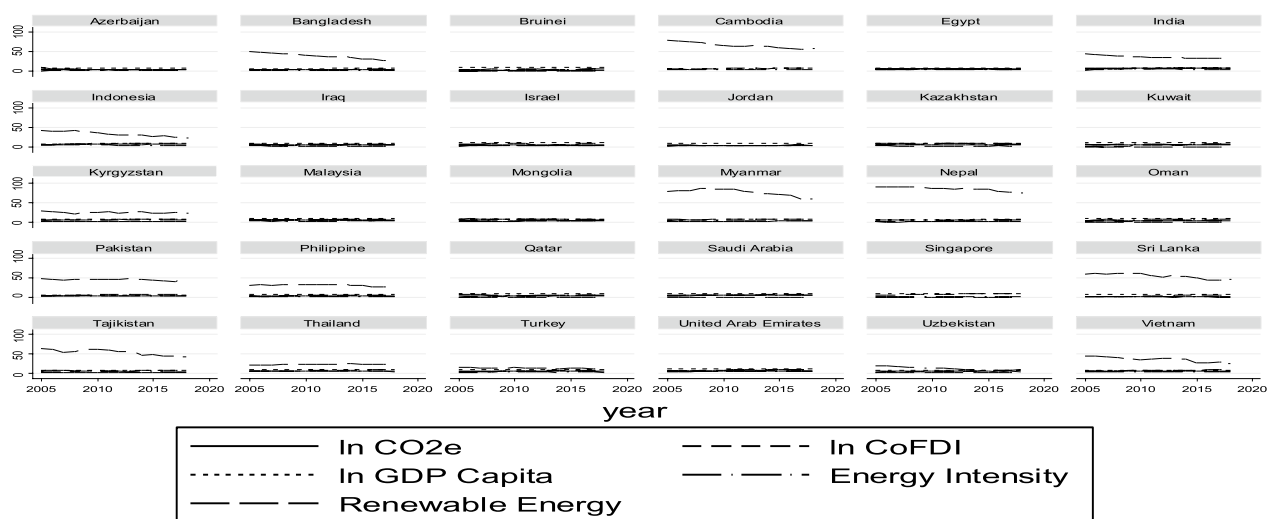 Azerbaijan Bangladesh Bruinei Cambodia Egypt India
100
50
0
Indonesia Iraq Israel Jordan Kazakhstan Kuwait
100
50
0
Kyrgyzstan Malaysia Mongolia Myanmar Nepal Oman
100
50
0
Pakistan Philippine Qatar Saudi Arabia Singapore Sri Lanka
100
50
0
Tajikistan Thailand Turkey United Arab Emirates Uzbekistan Vietnam
100
50
0
2005 2010 2015 2020 2005 2010 2015 2020 2005 2010 2015 2020 2005 2010 2015 2020 2005 2010 2015 2020 2005 2010 2015 2020
year
In CO2e In CoFDI
In GDP Capita Energy Intensity
Renewable Energy